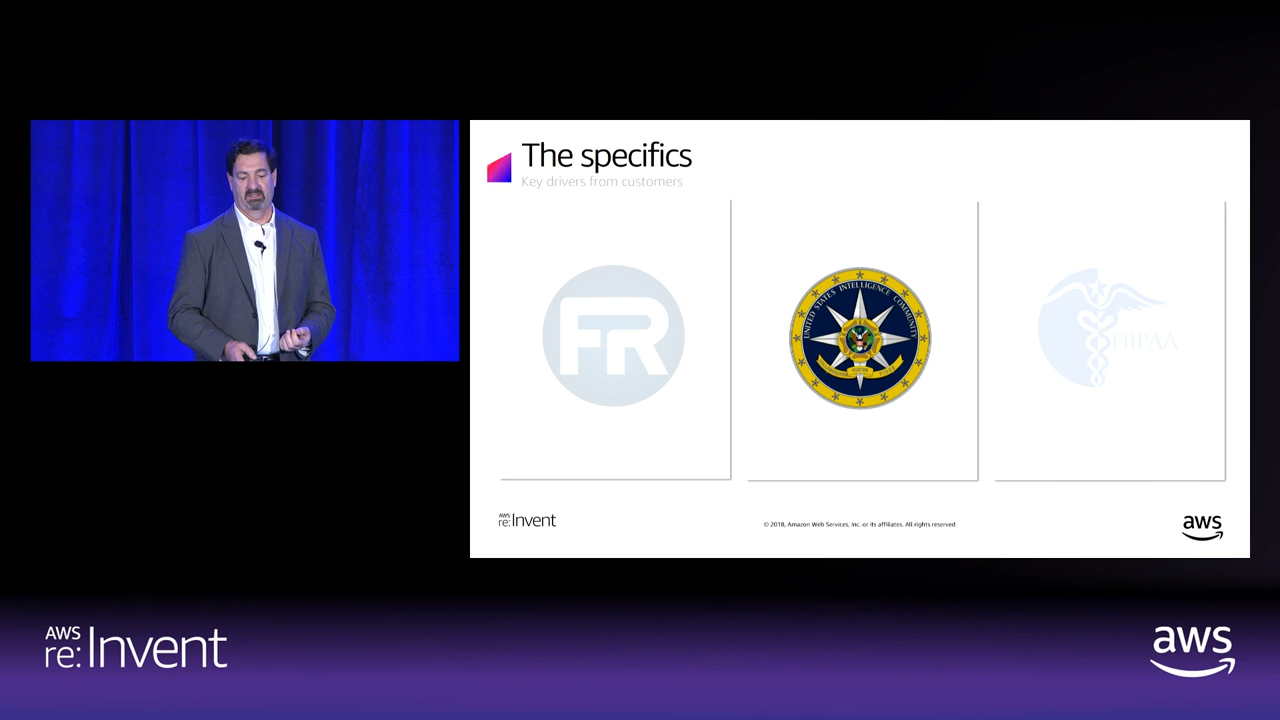 The specifics
Key drivers from customers
FR
UNITED STATES INTELLIGENCE COMMUNITY
HIPAA
AWS
re:Invent
© 2018, Amazon Web Services, Inc. or its affiliates. All rights reserved.
aws
AWS
re:Invent
aws